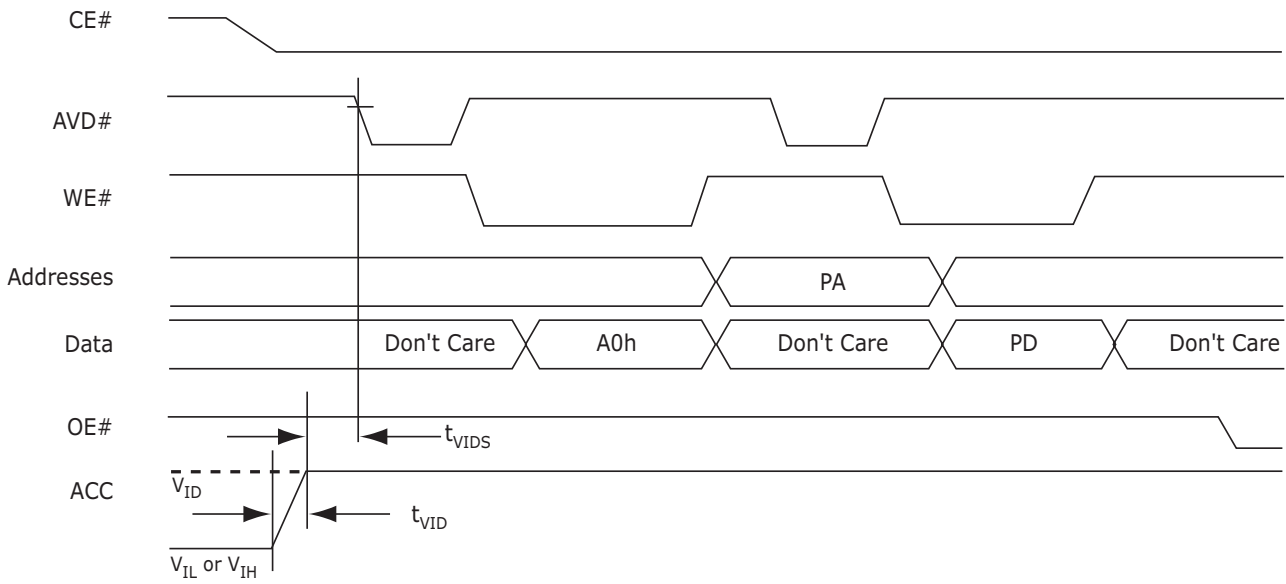 CE#
AVD#
WE#
Addresses
PA
Data
Don't Care
A0h
Don't Care
PD
Don't Care
OE#
tVIDS
VID
ACC
tVID
VIL or VIH